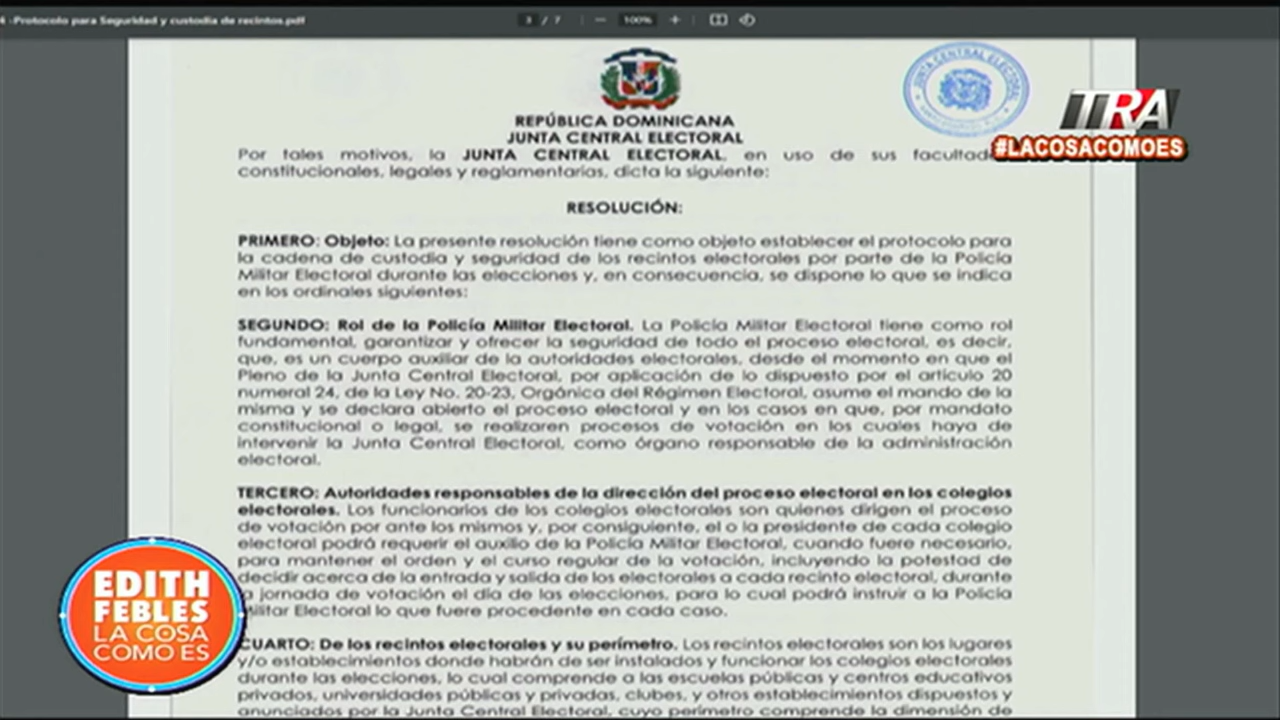 4 -Protocolo para Seguridad y custodia de recintos.pdf
3 / 7
100%
REPÚBLICA DOMINICANA
JUNTA CENTRAL ELECTORAL
JUNTA CENTRAL ELECTORAL
TRA
#LACOSACOMOES
Por tales motivos, la JUNTA CENTRAL ELECTORAL, en uso de sus
constitucionales, legales y reglamentarias, dicta la siguiente:
RESOLUCIÓN:
PRIMERO: Objeto: La presente resolución tiene como objeto establecer el protocolo para
la cadena de custodia y seguridad de los recintos electorales por parte de la Policía
Militar Electoral durante las elecciones y, en consecuencia, se dispone lo que se indica
en los ordinales siguientes:
SEGUNDO: Rol de la Policía Militar Electoral. La Policía Militar Electoral tiene como rol
fundamental, garantizar y ofrecer la seguridad de todo el proceso electoral, es decir,
que, es un cuerpo auxiliar de la autoridades electorales, desde el momento en que el
Pleno de la Junta Central Electoral, por aplicación de lo dispuesto por el artículo 20
numeral 24, de la Ley No. 20-23, Orgánica del Régimen Electoral, asume el mando de la
misma y se declara abierto el proceso electoral y en los casos en que, por mandato
constitucional o legal, se realizaren procesos de votación en los cuales haya de
intervenir la Junta Central Electoral, como órgano responsable de la administración
electoral.
TERCERO: Autoridades responsables de la dirección del proceso electoral en los colegios
electorales. Los funcionarios de los colegios electorales son quienes dirigen el proceso
de votación por ante los mismos y, por consiguiente, el o la presidente de cada colegio
electoral podrá requerir el auxilio de la Policía Militar Electoral, cuando fuere necesario,
para mantener el orden y el curso regular de la votación, incluyendo la potestad de
decidir acerca de la entrada y salida de los electorales a cada recinto electoral, durante
jornada de votación el día de las elecciones, para lo cual podrá instruir a la Policía
Militar Electoral lo que fuere procedente en cada caso.
CUARTO: De los recintos electorales y su perímetro. Los recintos electorales son los lugares
y/o establecimientos donde habrán de ser instalados y funcionar los colegios electorales
durante las elecciones, lo cual comprende a las escuelas públicas y centros educativos
privados, universidades públicas y privadas, clubes, y otros establecimientos dispuestos y
anunciados por la Junta Central Electoral, cuyo perímetro comprende la dimensión de
EDITH
FEBLES
LA COSA
COMO ES